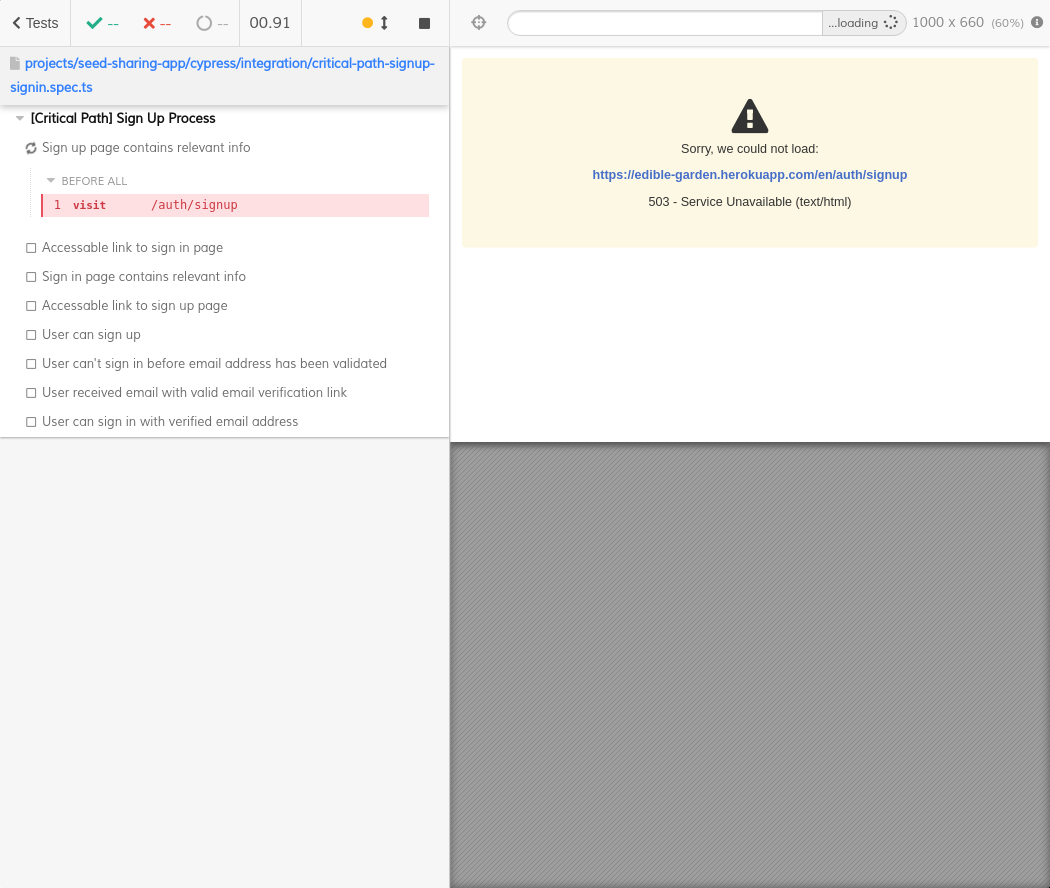 Tests
--
--
--
00.91
...loading
1000 x 660 (60%)
projects/seed-sharing-app/cypress/integration/critical-path-signup-
signin.spec.ts
[Critical Path] Sign Up Process
Sign up page contains relevant info
BEFORE ALL
1 visit /auth/signup
Accessable link to sign in page
Sign in page contains relevant info
Accessable link to sign up page
User can sign up
User can't sign in before email address has been validated
User received email with valid email verification link
User can sign in with verified email address
Sorry, we could not load:
https://edible-garden.herokuapp.com/en/auth/signup
503 - Service Unavailable (text/html)